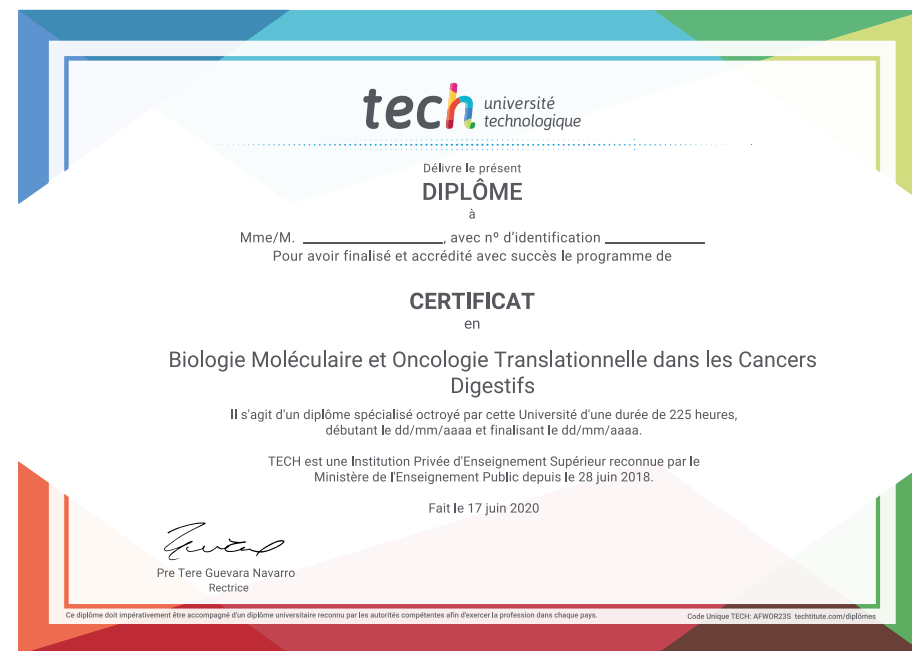 tech université
technologique
Délivre le présent
DIPLÔME
à
Mme/M. ____________________, avec nº d'identification ______________
Pour avoir finalisé et accrédité avec succès le programme de
CERTIFICAT
en
Biologie Moléculaire et Oncologie Translationnelle dans les Cancers
Digestifs
Il s'agit d'un diplôme spécialisé octroyé par cette Université d'une durée de 225 heures,
débutant le dd/mm/aaaa et finalisant le dd/mm/aaaa.
TECH est une Institution Privée d'Enseignement Supérieur reconnue par le
Ministère de l'Enseignement Public depuis le 28 juin 2018.
Fait le 17 juin 2020
Pre Tere Guevara Navarro
Rectrice
Ce diplôme doit impérativement être accompagné d'un diplôme universitaire reconnu par les autorités compétentes afin d'exercer la profession dans chaque pays.
Code Unique TECH: AFWOR23S techtitute.com/diplômes